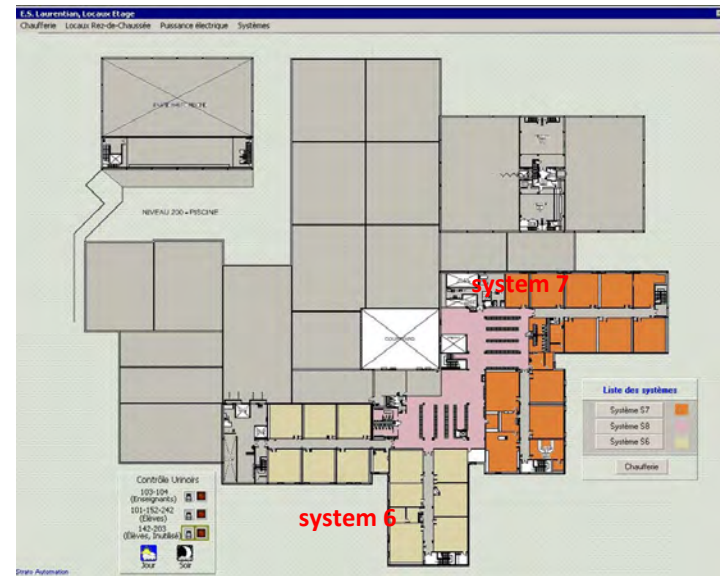 E.S. Laurentian, Locaux Etage
Chaufferie Locaux Rez-de-Chaussée Puissance électrique Systèmes
NIVEAU 200 - PISCINE
system 7
Liste des systèmes
Système S7
Système S8
Système S6
Chaufferie
Contrôle Urinoirs
103-104
(Enseignants)
101-152-242
(Elèves)
142-203
(Elèves, Inutilisé)
Jour Soir
system 6
Strato Automation